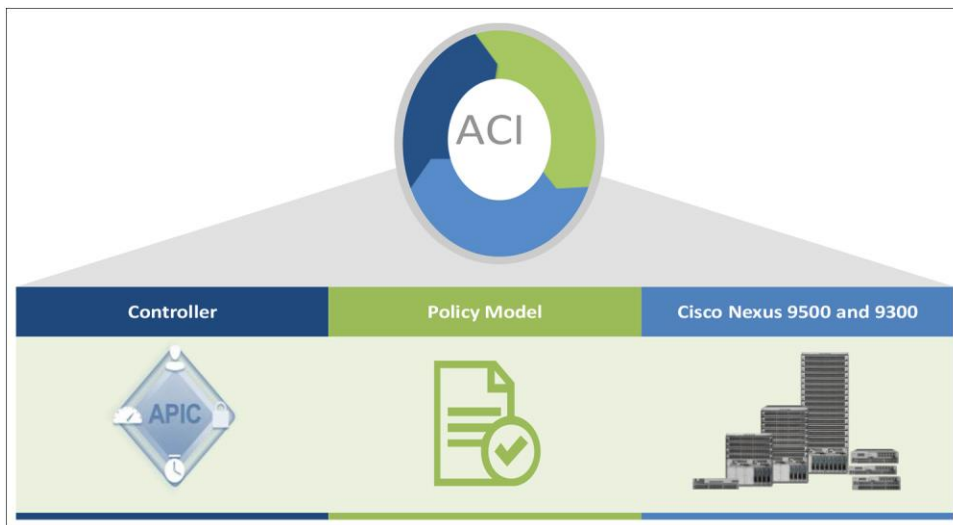 ACI
Controller
Policy Model
Cisco Nexus 9500 and 9300
APIC